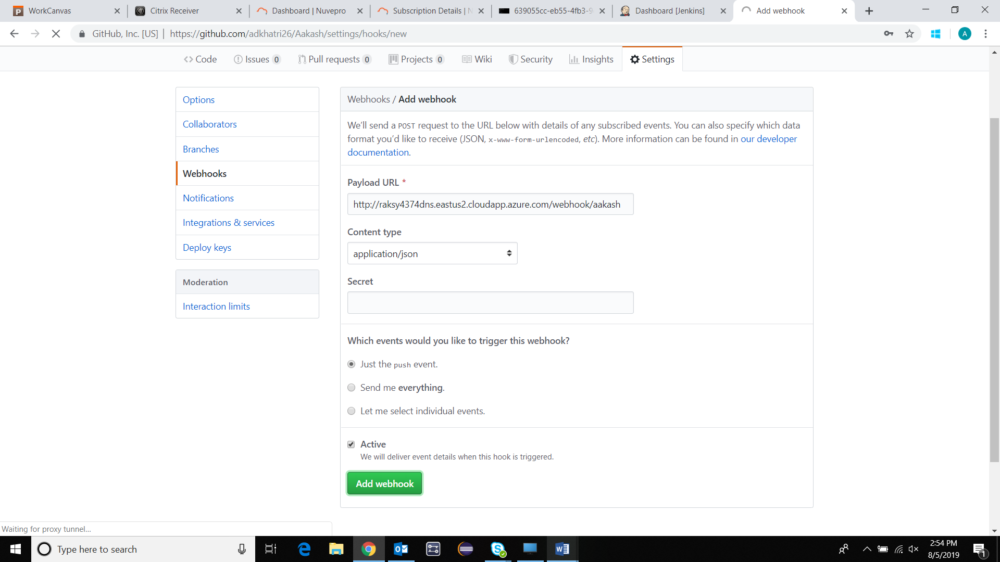 WorkCanvas
Citrix Receiver
Dashboard | Nuvepro
Subscription Details | N
639055cc-eb55-4fb3-9
Dashboard [Jenkins]
Add webhook
GitHub, Inc. [US] | https://github.com/adkhatri26/Aakash/settings/hooks/new
A
Code
Issues 0
Pull requests 0
Projects 0
Wiki
Security
Insights
Settings
Options
Collaborators
Branches
Webhooks
Notifications
Integrations & services
Deploy keys
Moderation
Interaction limits
Webhooks / Add webhook
We’ll send a POST request to the URL below with details of any subscribed events. You can also specify which data
format you’d like to receive (JSON, x-www-form-urlencoded, etc). More information can be found in our developer
documentation.
Payload URL *
http://raksy4374dns.eastus2.cloudapp.azure.com/webhook/aakash
Content type
application/json
Secret
Which events would you like to trigger this webhook?
Just the push event.
Send me everything.
Let me select individual events.
Active
We will deliver event details when this hook is triggered.
Add webhook
Waiting for proxy tunnel...
Type here to search
2:54 PM
8/5/2019
1